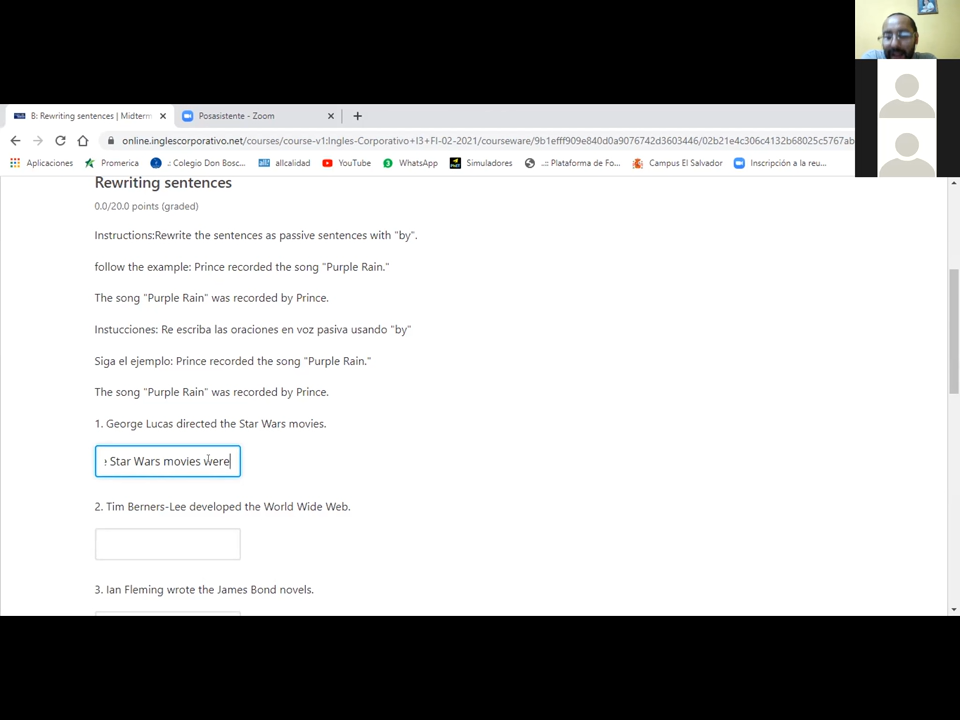 B: Rewriting sentences | Midterm
Posasistente - Zoom
online.inglescorporativo.net/courses/course-v1:Ingles-Corporativo+I3+FI-02-2021/courseware/9b1efff909e840d0a9076742d3603446/02b21e4c306c4132b68025c5767ab
Aplicaciones
Promerica
.: Colegio Don Bosc...
allcalidad
YouTube
WhatsApp
Simuladores
..:: Plataforma de Fo...
Campus El Salvador
Inscripción a la reu...
Rewriting sentences
0.0/20.0 points (graded)
Instructions:Rewrite the sentences as passive sentences with "by".
follow the example: Prince recorded the song "Purple Rain."
The song "Purple Rain" was recorded by Prince.
Instucciones: Re escriba las oraciones en voz pasiva usando "by"
Siga el ejemplo: Prince recorded the song "Purple Rain."
The song "Purple Rain" was recorded by Prince.
1. George Lucas directed the Star Wars movies.
e Star Wars movies were
2. Tim Berners-Lee developed the World Wide Web.
3. Ian Fleming wrote the James Bond novels.